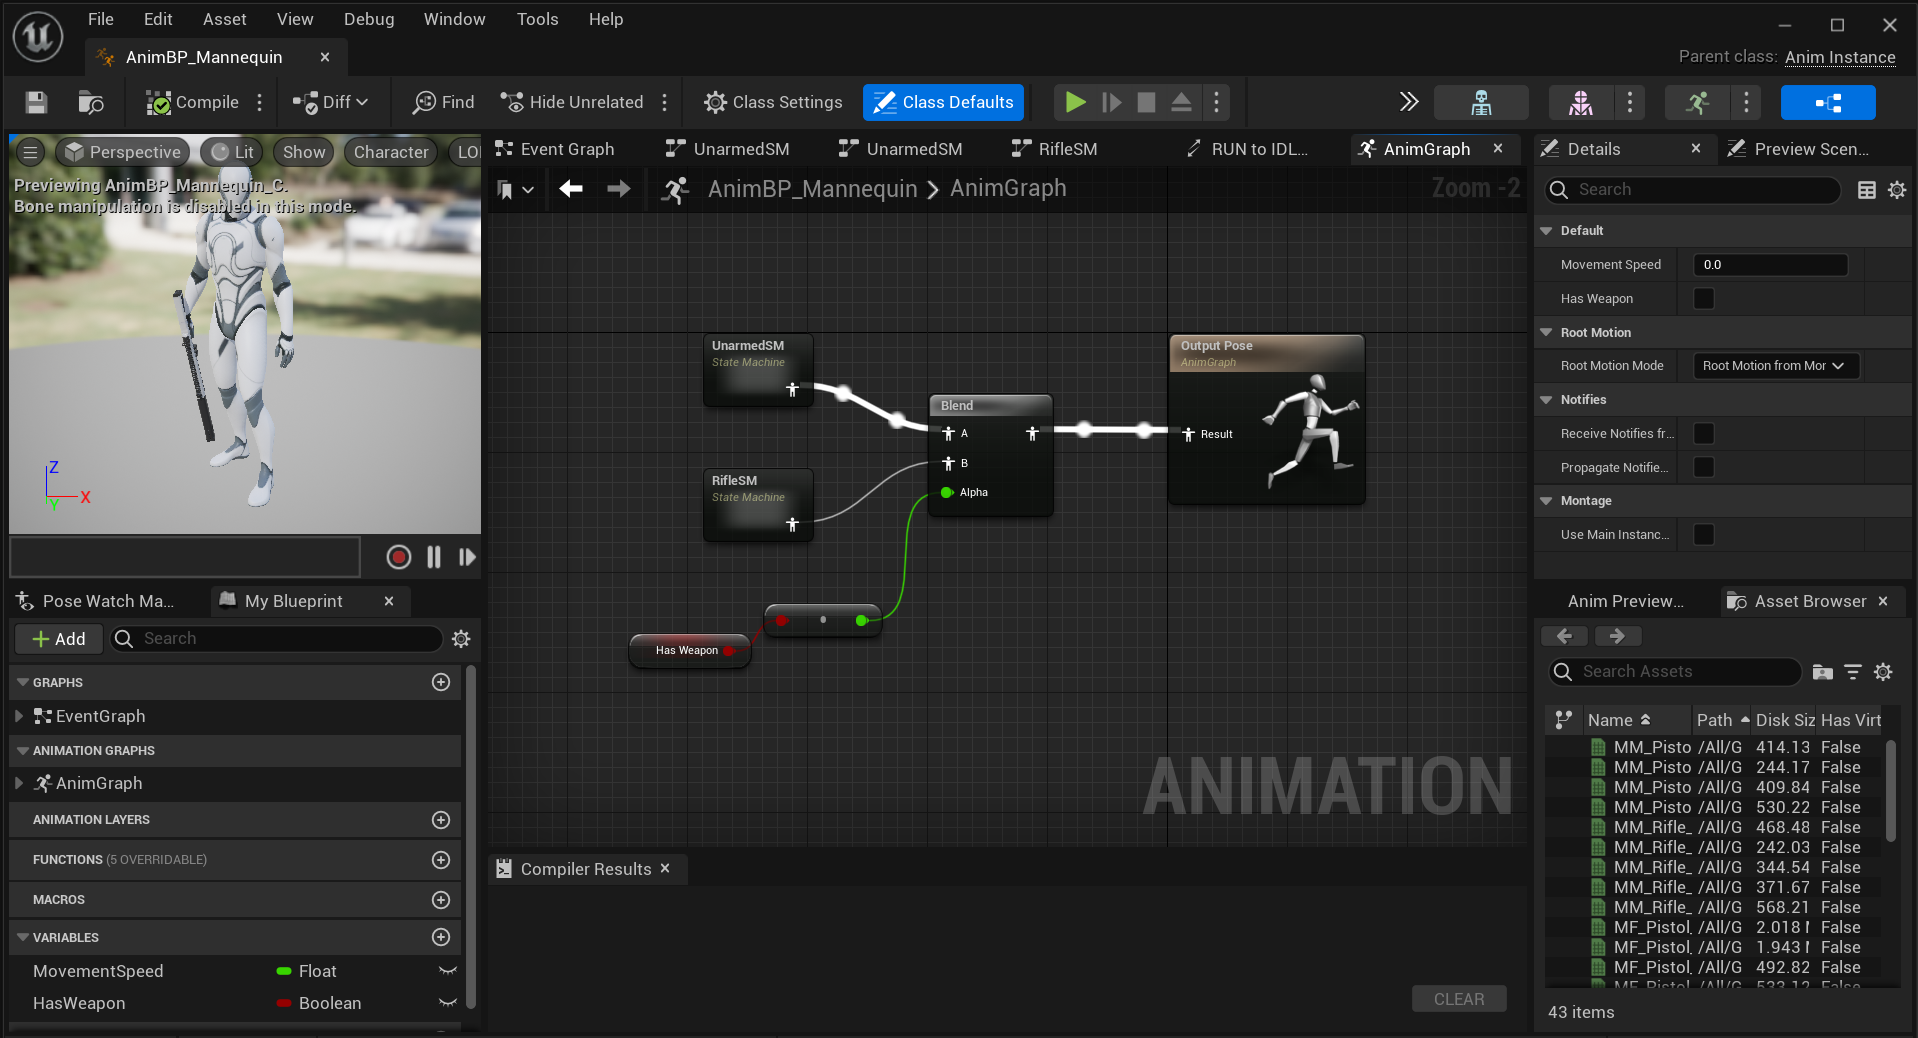 File Edit Asset View Debug Window Tools Help
AnimBP_Mannequin
Parent class: Anim Instance
Compile Diff Find Hide Unrelated Class Settings Class Defaults
Perspective Lit Show Character LO
Previewing AnimBP_Mannequin_C.
Bone manipulation is disabled in this mode.
Z
X
Y
Event Graph UnarmedSM UnarmedSM RifleSM RUN to IDL... AnimGraph
AnimBP_Mannequin > AnimGraph Zoom -2
UnarmedSM
State Machine
RifleSM
State Machine
Blend
A
B
Alpha
Output Pose
AnimGraph
Result
Has Weapon
ANIMATION
Compiler Results
CLEAR
Pose Watch Ma... My Blueprint
Add Search
GRAPHS
EventGraph
ANIMATION GRAPHS
AnimGraph
ANIMATION LAYERS
FUNCTIONS (5 OVERRIDABLE)
MACROS
VARIABLES
MovementSpeed Float
HasWeapon Boolean
Details Preview Scen...
Search
Default
Movement Speed 0.0
Has Weapon
Root Motion
Root Motion Mode Root Motion from Mor
Notifies
Receive Notifies fr...
Propagate Notifie...
Montage
Use Main Instanc...
Anim Preview... Asset Browser
Search Assets
Name Path Disk Siz Has Virt
MM_Pisto /All/G 414.13 False
MM_Pisto /All/G 244.17 False
MM_Pisto /All/G 409.84 False
MM_Pisto /All/G 530.22 False
MM_Rifle_ /All/G 468.48 False
MM_Rifle_ /All/G 242.03 False
MM_Rifle_ /All/G 344.54 False
MM_Rifle_ /All/G 371.67 False
MM_Rifle_ /All/G 568.21 False
MF_Pistol_ /All/G 2.018 False
MF_Pistol_ /All/G 1.943 False
MF_Pistol_ /All/G 492.82 False
MF_Pistol_ /All/G 533.12 False
43 items